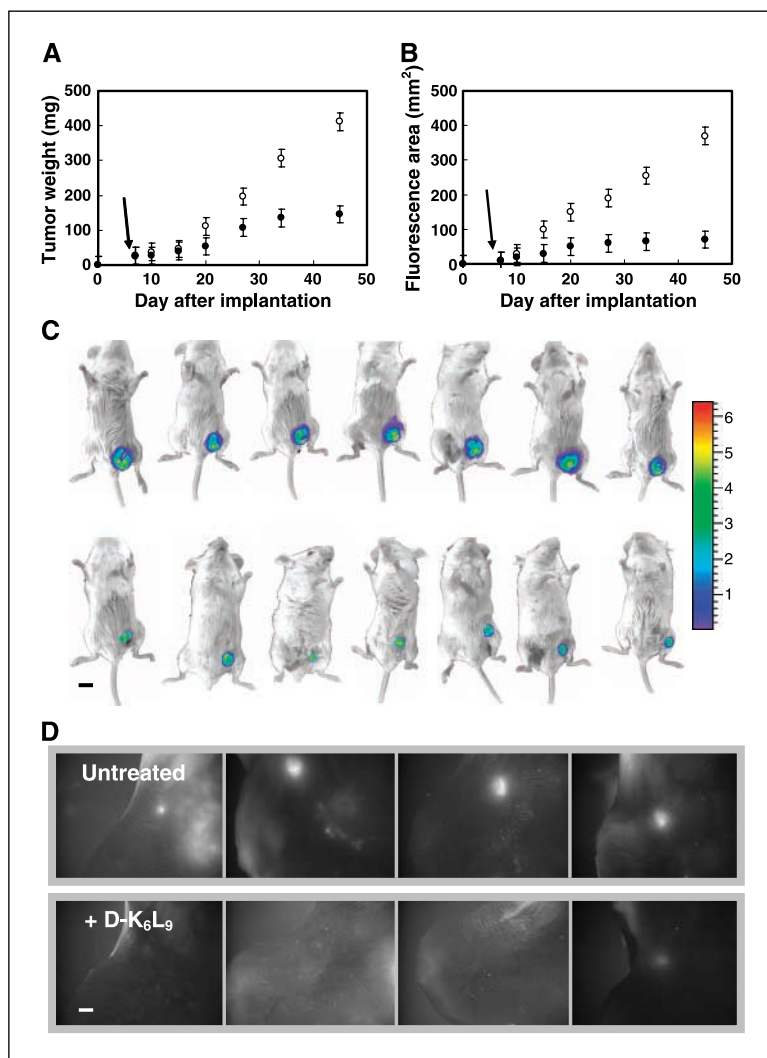 A
B
Tumor weight (mg)
500
400
300
200
100
0
0 10 20 30 40 50
Day after implantation
Fluorescence area (mm²)
500
400
300
200
100
0
0 10 20 30 40 50
Day after implantation
C
6
5
4
3
2
1
D
Untreated
+ D-K₆L₉